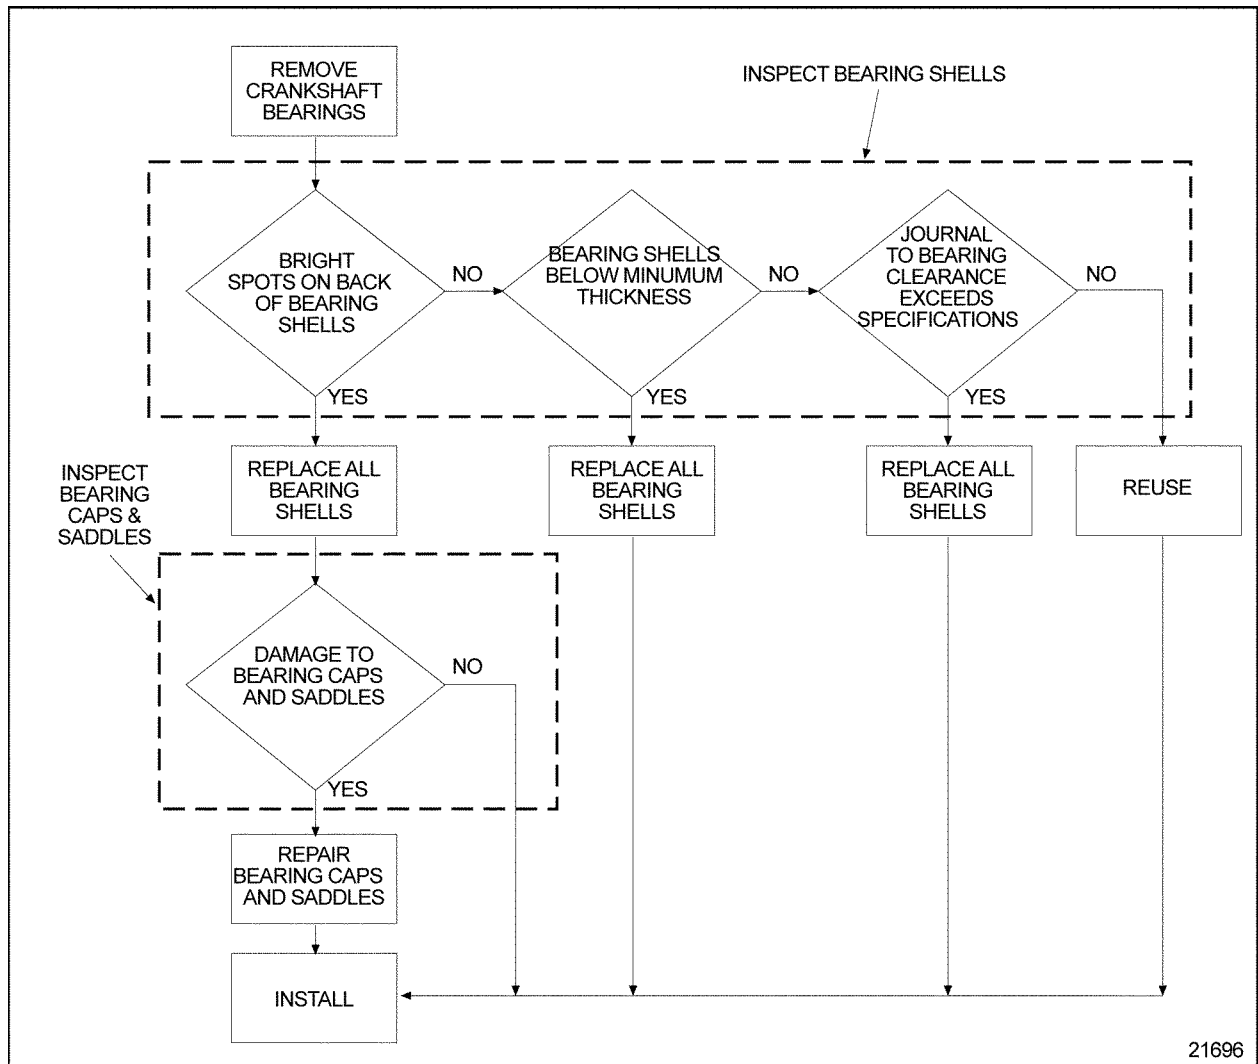 REMOVE
CRANKSHAFT
BEARINGS
INSPECT BEARING SHELLS
BRIGHT
SPOTS ON BACK
OF BEARING
SHELLS
NO
YES
BEARING SHELLS
BELOW MINUMUM
THICKNESS
NO
YES
JOURNAL
TO BEARING
CLEARANCE
EXCEEDS
SPECIFICATIONS
NO
YES
REPLACE ALL
BEARING
SHELLS
REPLACE ALL
BEARING
SHELLS
REPLACE ALL
BEARING
SHELLS
REUSE
INSPECT
BEARING
CAPS &
SADDLES
DAMAGE TO
BEARING CAPS
AND SADDLES
NO
YES
REPAIR
BEARING CAPS
AND SADDLES
INSTALL
21696